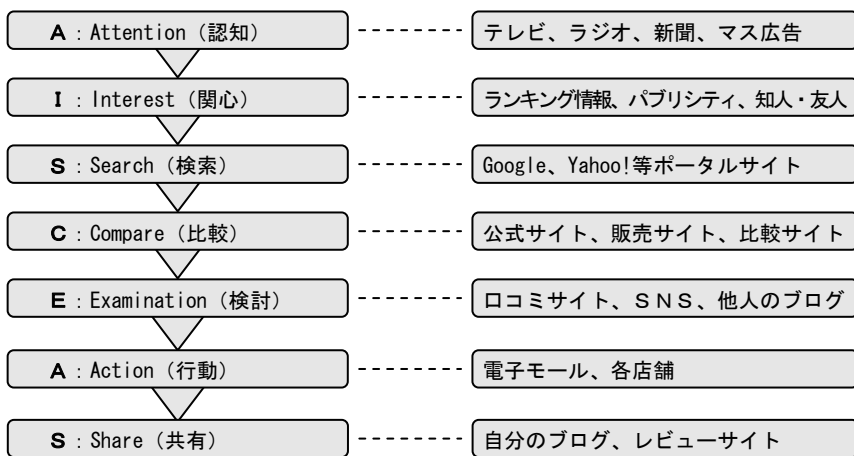 A：Attention（認知）
テレビ、ラジオ、新聞、マス広告
I：Interest（関心）
ランキング情報、パブリシティ、知人・友人
S：Search（検索）
Google、Yahoo!等ポータルサイト
C：Compare（比較）
公式サイト、販売サイト、比較サイト
E：Examination（検討）
口コミサイト、ＳＮＳ、他人のブログ
A：Action（行動）
電子モール、各店舗
S：Share（共有）
自分のブログ、レビューサイト